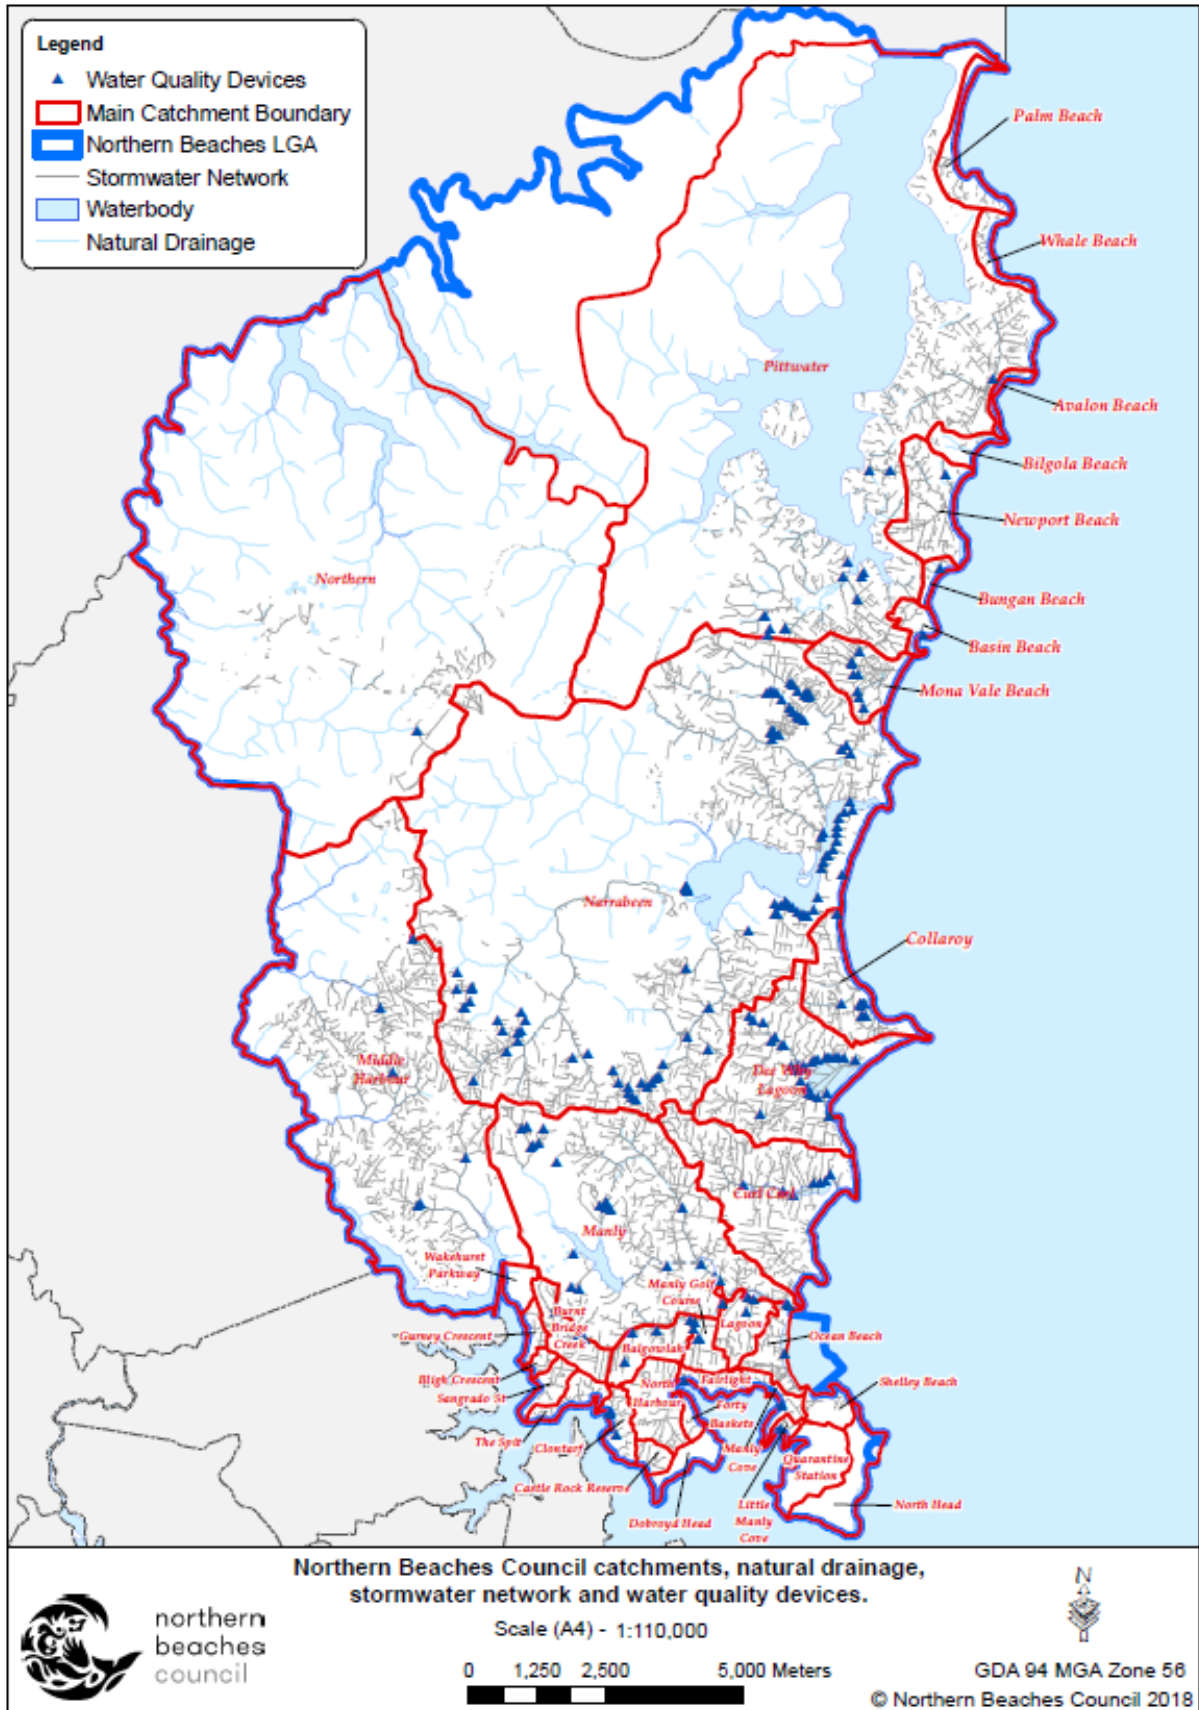 Legend
Water Quality Devices
Main Catchment Boundary
Northern Beaches LGA
Stormwater Network
Waterbody
Natural Drainage
Palm Beach
Whale Beach
Pittwater
Avalon Beach
Bilgola Beach
Newport Beach
Northern
Bungan Beach
Basin Beach
Mona Vale Beach
Narrabeen
Collaroy
Middle
Harbour
Dee Why
Lagoon
Curl Curl
Manly
Wakehurst
Parkway
Manly Golf
Course
Burnt
Bridge
Creek
Lagoon
Ocean Beach
Gurney Crescent
Balgowlah
Bligh Crescent
Fairlight
Shelley Beach
Sangrado St
North
Harbour
Forty
Baskets
The Spit
Clontarf
Manly
Cove
Quarantine
Station
Castle Rock Reserve
North Head
Dobroyd Head
Little
Manly
Cove
Northern Beaches Council catchments, natural drainage,
stormwater network and water quality devices.
Scale (A4) - 1:110,000
0 1,250 2,500 5,000 Meters
northern
beaches
council
N
GDA 94 MGA Zone 56
© Northern Beaches Council 2018